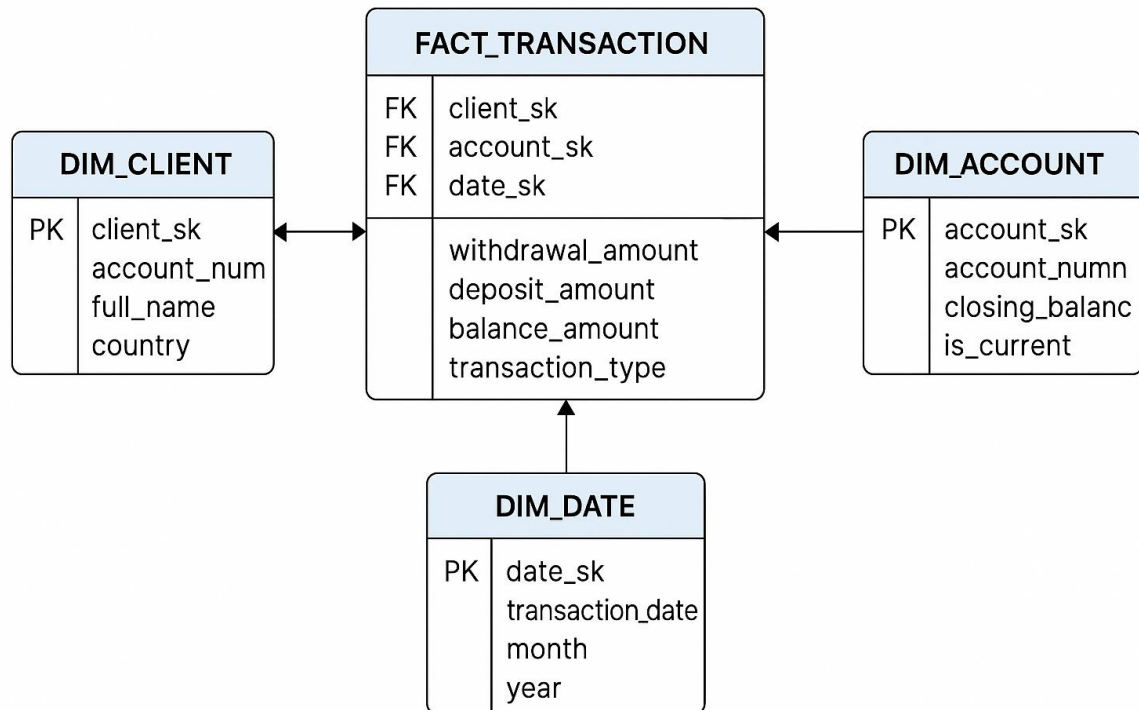 FACT_TRANSACTION
FK client_sk
FK account_sk
FK date_sk
withdrawal_amount
deposit_amount
balance_amount
transaction_type
DIM_CLIENT
PK client_sk
account_num
full_name
country
DIM_ACCOUNT
PK account_sk
account_numn
closing_balanc
is_current
DIM_DATE
PK date_sk
transaction_date
month
year